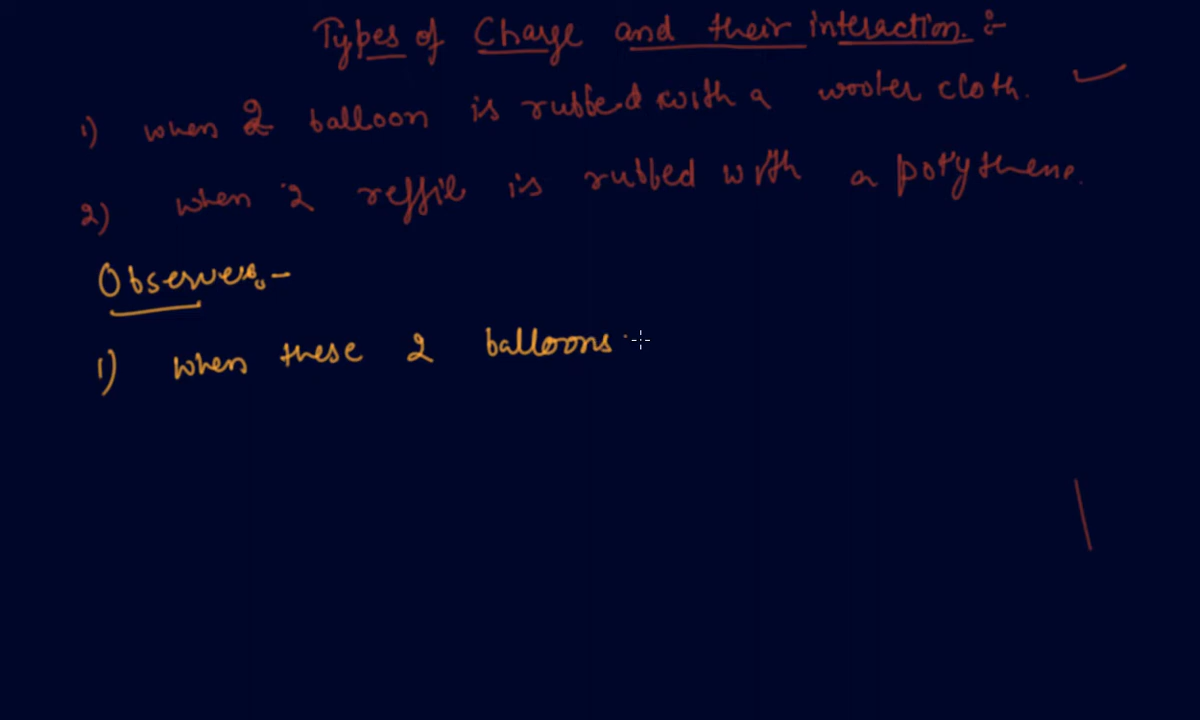 Types of Charge and their interaction :-
1) when 2 balloon is rubbed with a woolen cloth.
2) when 2 reffil is rubbed with a polythene.
Observes:-
1) when these 2 balloons